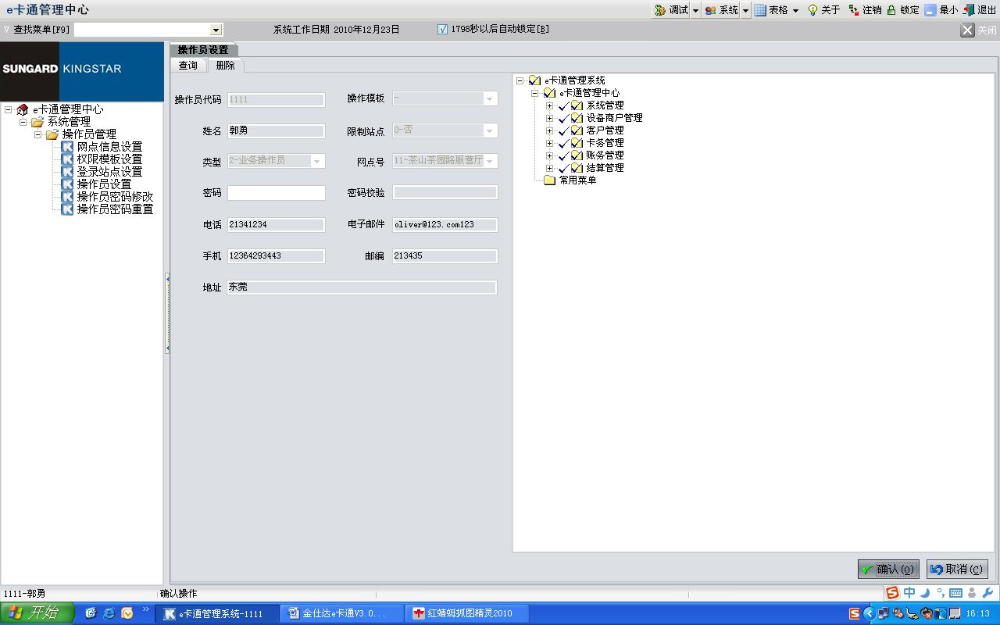 e卡通管理中心 调试 系统 表格 关于 注销 锁定 最小 退出
查找菜单[F9] 系统工作日期 2010年12月23日 1798秒以后自动锁定[B] 关闭
SUNGARD KINGSTAR
e卡通管理中心
系统管理
操作员管理
网点信息设置
权限模板设置
登录站点设置
操作员设置
操作员密码修改
操作员密码重置
操作员设置
查询 删除
操作员代码 1111 操作模板 -
姓名 郭勇 限制站点 0-否
类型 2-业务操作员 网点号 11-茶山茶园路服营厅
密码 密码校验
电话 21341234 电子邮件 oliver@123.com123
手机 12364293443 邮编 213435
地址 东莞
e卡通管理系统
e卡通管理中心
系统管理
设备商户管理
客户管理
卡务管理
账务管理
结算管理
常用菜单
确认(O) 取消(C)
1111-郭勇 确认操作 中
开始 e卡通管理系统-1111 金仕达e卡通V3.0... 红蜻蜓抓图精灵2010 16:13